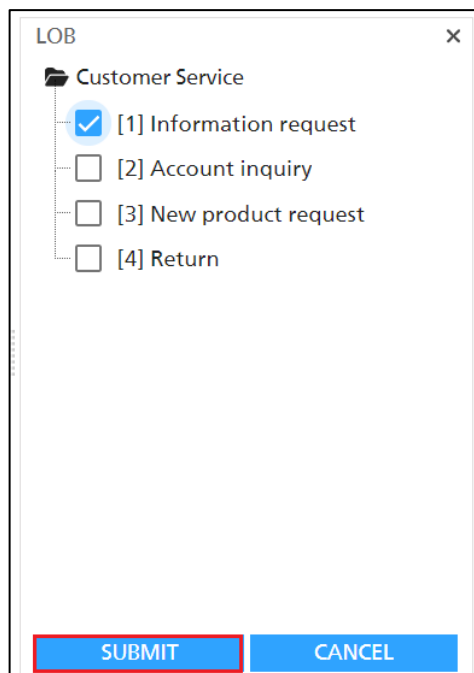 LOB
Customer Service
[1] Information request
[2] Account inquiry
[3] New product request
[4] Return
SUBMIT CANCEL